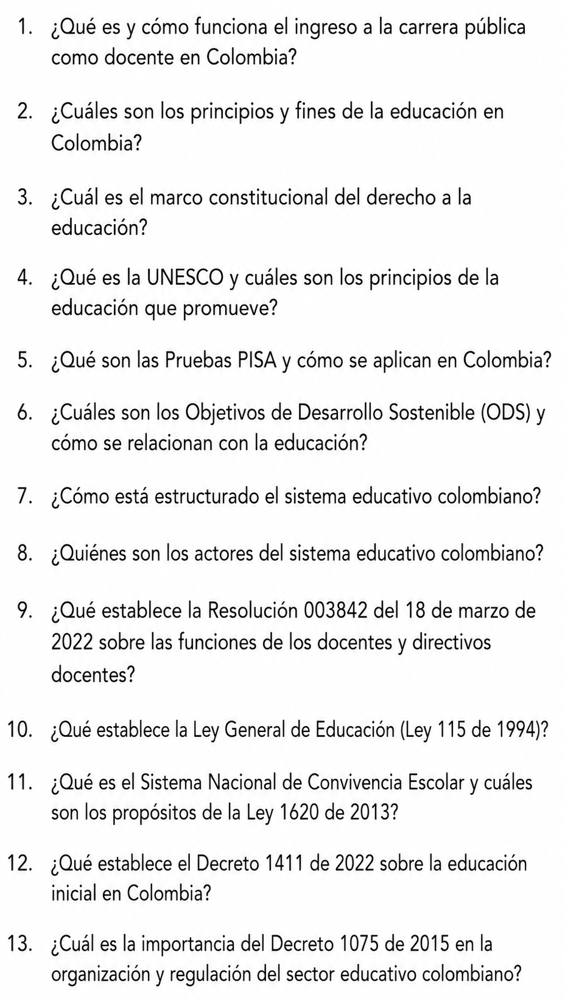 1. ¿Qué es y cómo funciona el ingreso a la carrera pública
como docente en Colombia?
2. ¿Cuáles son los principios y fines de la educación en
Colombia?
3. ¿Cuál es el marco constitucional del derecho a la
educación?
4. ¿Qué es la UNESCO y cuáles son los principios de la
educación que promueve?
5. ¿Qué son las Pruebas PISA y cómo se aplican en Colombia?
6. ¿Cuáles son los Objetivos de Desarrollo Sostenible (ODS) y
cómo se relacionan con la educación?
7. ¿Cómo está estructurado el sistema educativo colombiano?
8. ¿Quiénes son los actores del sistema educativo colombiano?
9. ¿Qué establece la Resolución 003842 del 18 de marzo de
2022 sobre las funciones de los docentes y directivos
docentes?
10. ¿Qué establece la Ley General de Educación (Ley 115 de 1994)?
11. ¿Qué es el Sistema Nacional de Convivencia Escolar y cuáles
son los propósitos de la Ley 1620 de 2013?
12. ¿Qué establece el Decreto 1411 de 2022 sobre la educación
inicial en Colombia?
13. ¿Cuál es la importancia del Decreto 1075 de 2015 en la
organización y regulación del sector educativo colombiano?